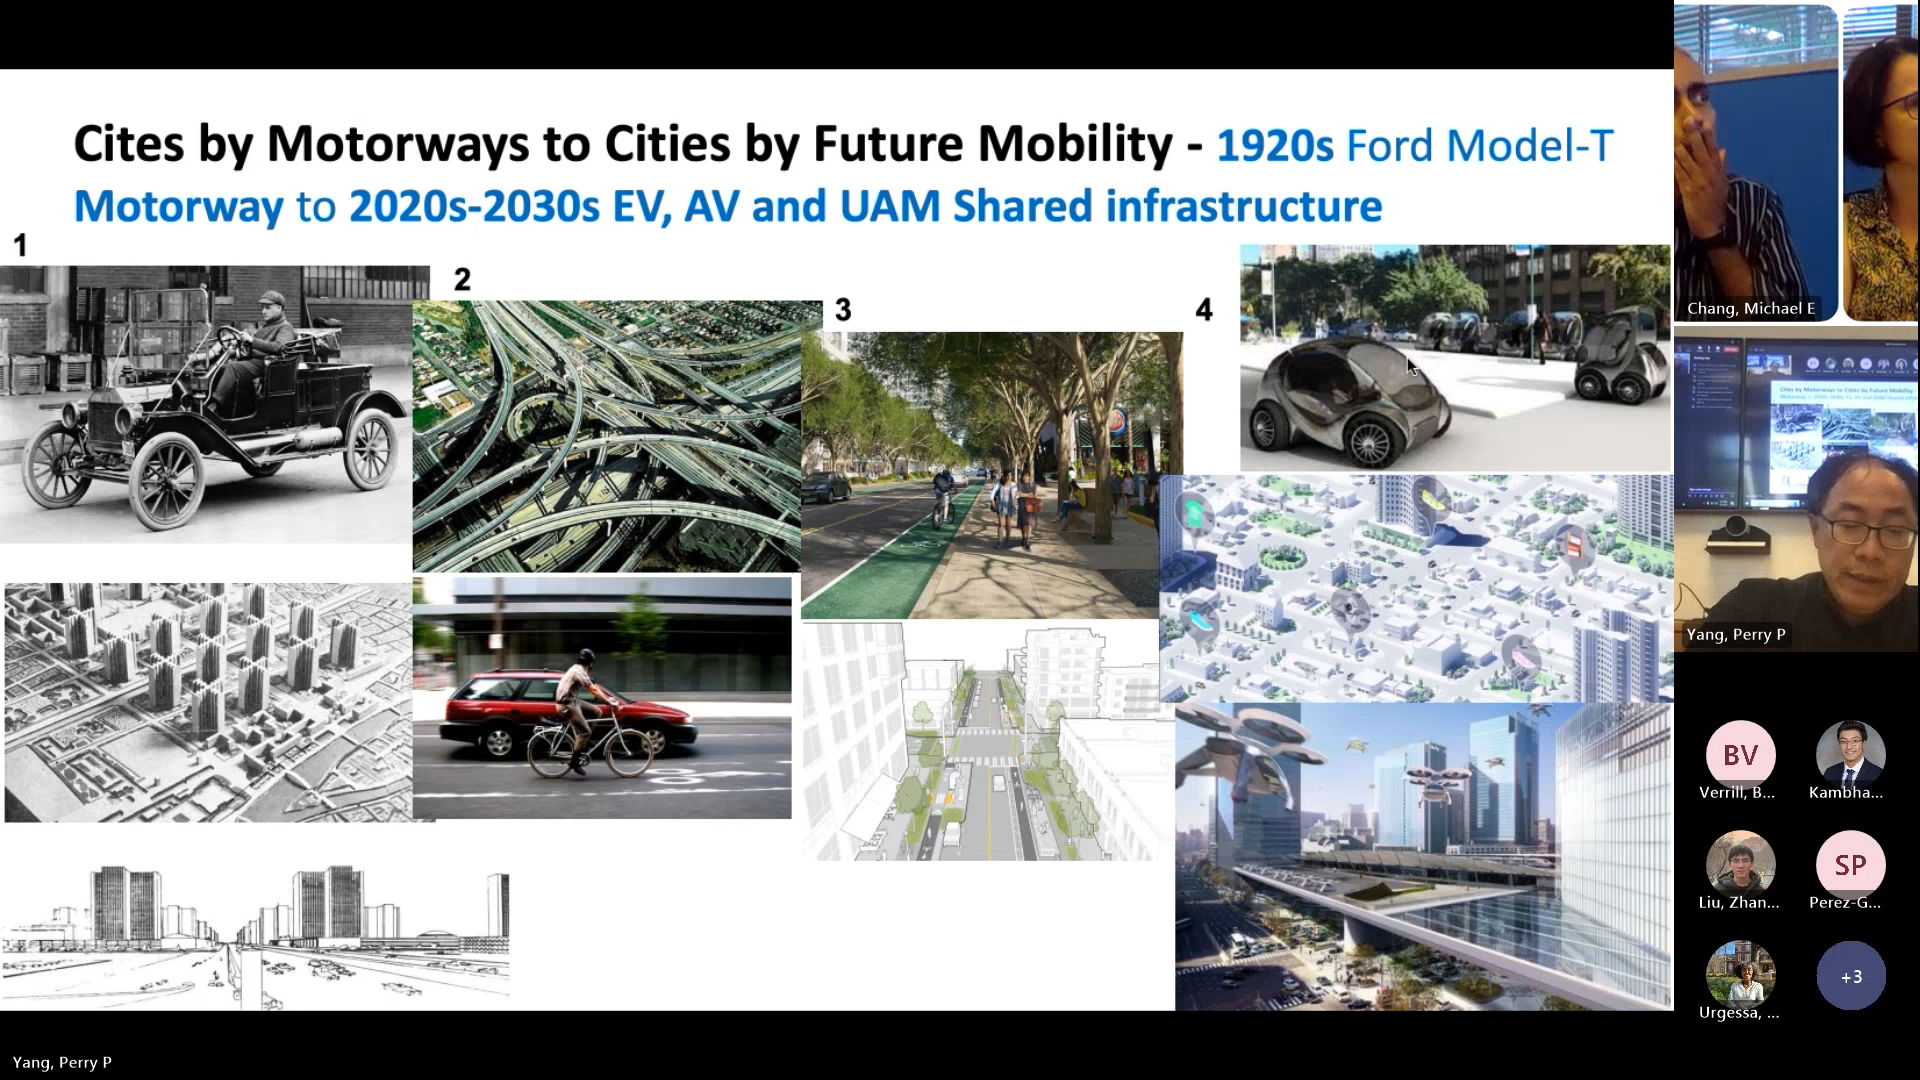 Cites by Motorways to Cities by Future Mobility - 1920s Ford Model-T
Motorway to 2020s-2030s EV, AV and UAM Shared infrastructure
1
2
3
4
Chang, Michael E
Yang, Perry P
BV
Verrill, B...
Kambha...
Liu, Zhan...
SP
Perez-G...
Urgessa, ...
+3
Yang, Perry P